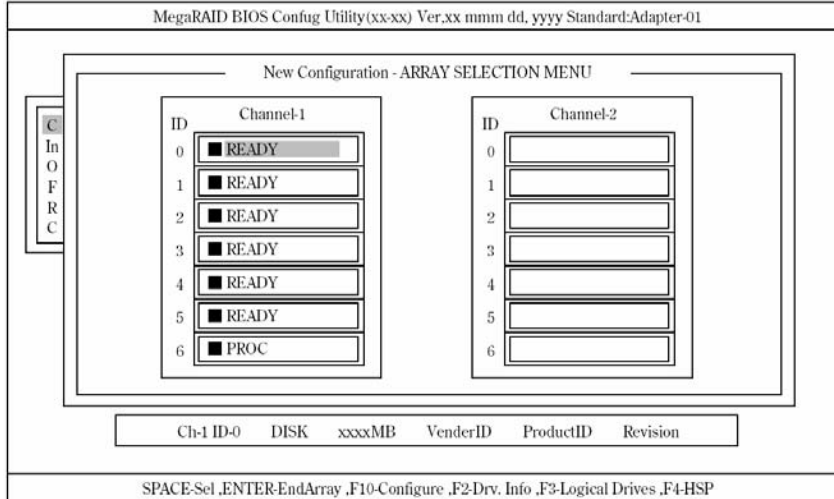 MegaRAID BIOS Confug Utility(xx-xx) Ver,xx mmm dd, yyyy Standard:Adapter-01
New Configuration - ARRAY SELECTION MENU
C
In
O
F
R
C
ID Channel-1
0 READY
1 READY
2 READY
3 READY
4 READY
5 READY
6 PROC
ID Channel-2
0
1
2
3
4
5
6
Ch-1 ID-0 DISK xxxxMB VenderID ProductID Revision
SPACE-Sel ,ENTER-EndArray ,F10-Configure ,F2-Drv. Info ,F3-Logical Drives ,F4-HSP